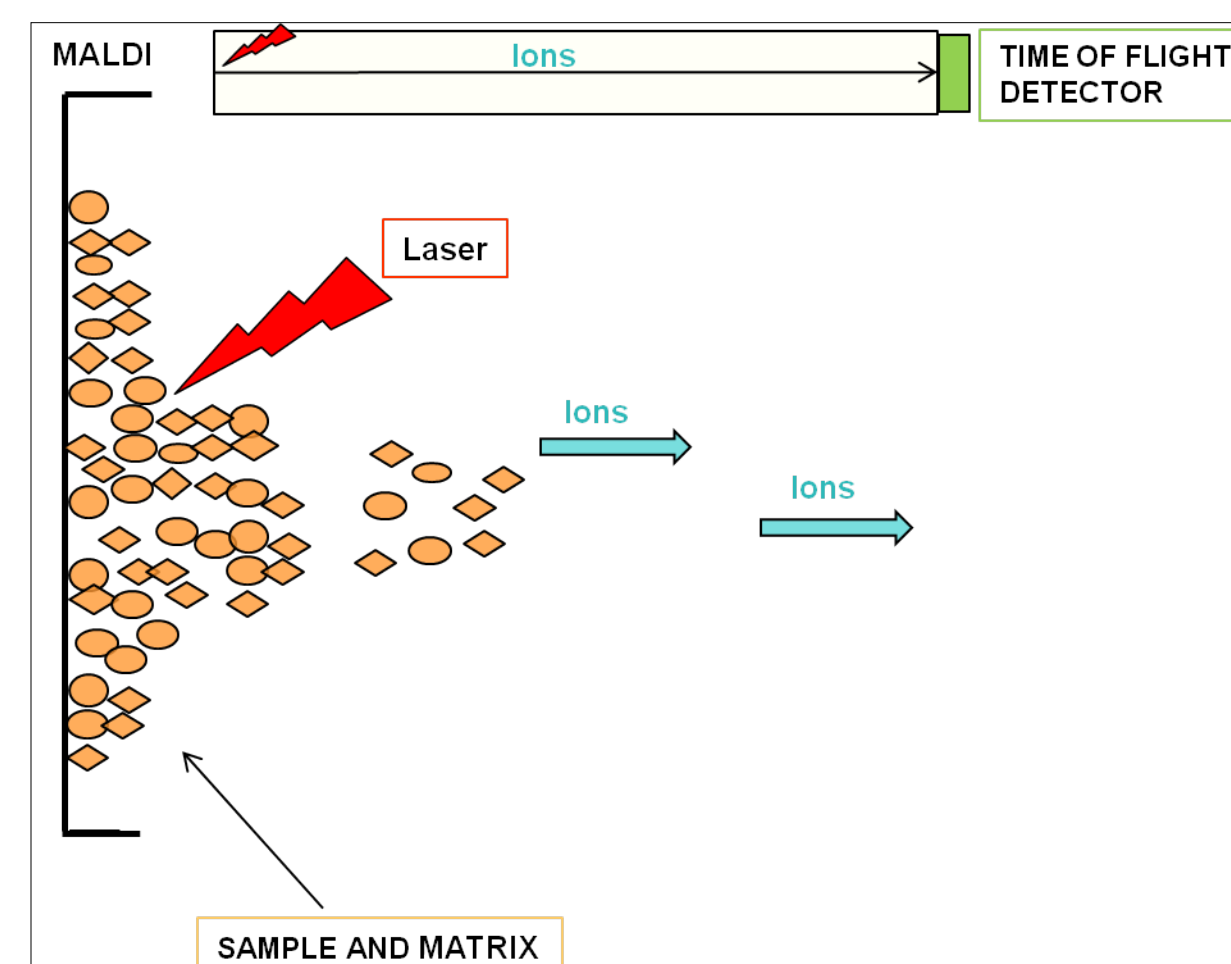 MALDI
Ions
TIME OF FLIGHT
DETECTOR
Laser
Ions
Ions
SAMPLE AND MATRIX